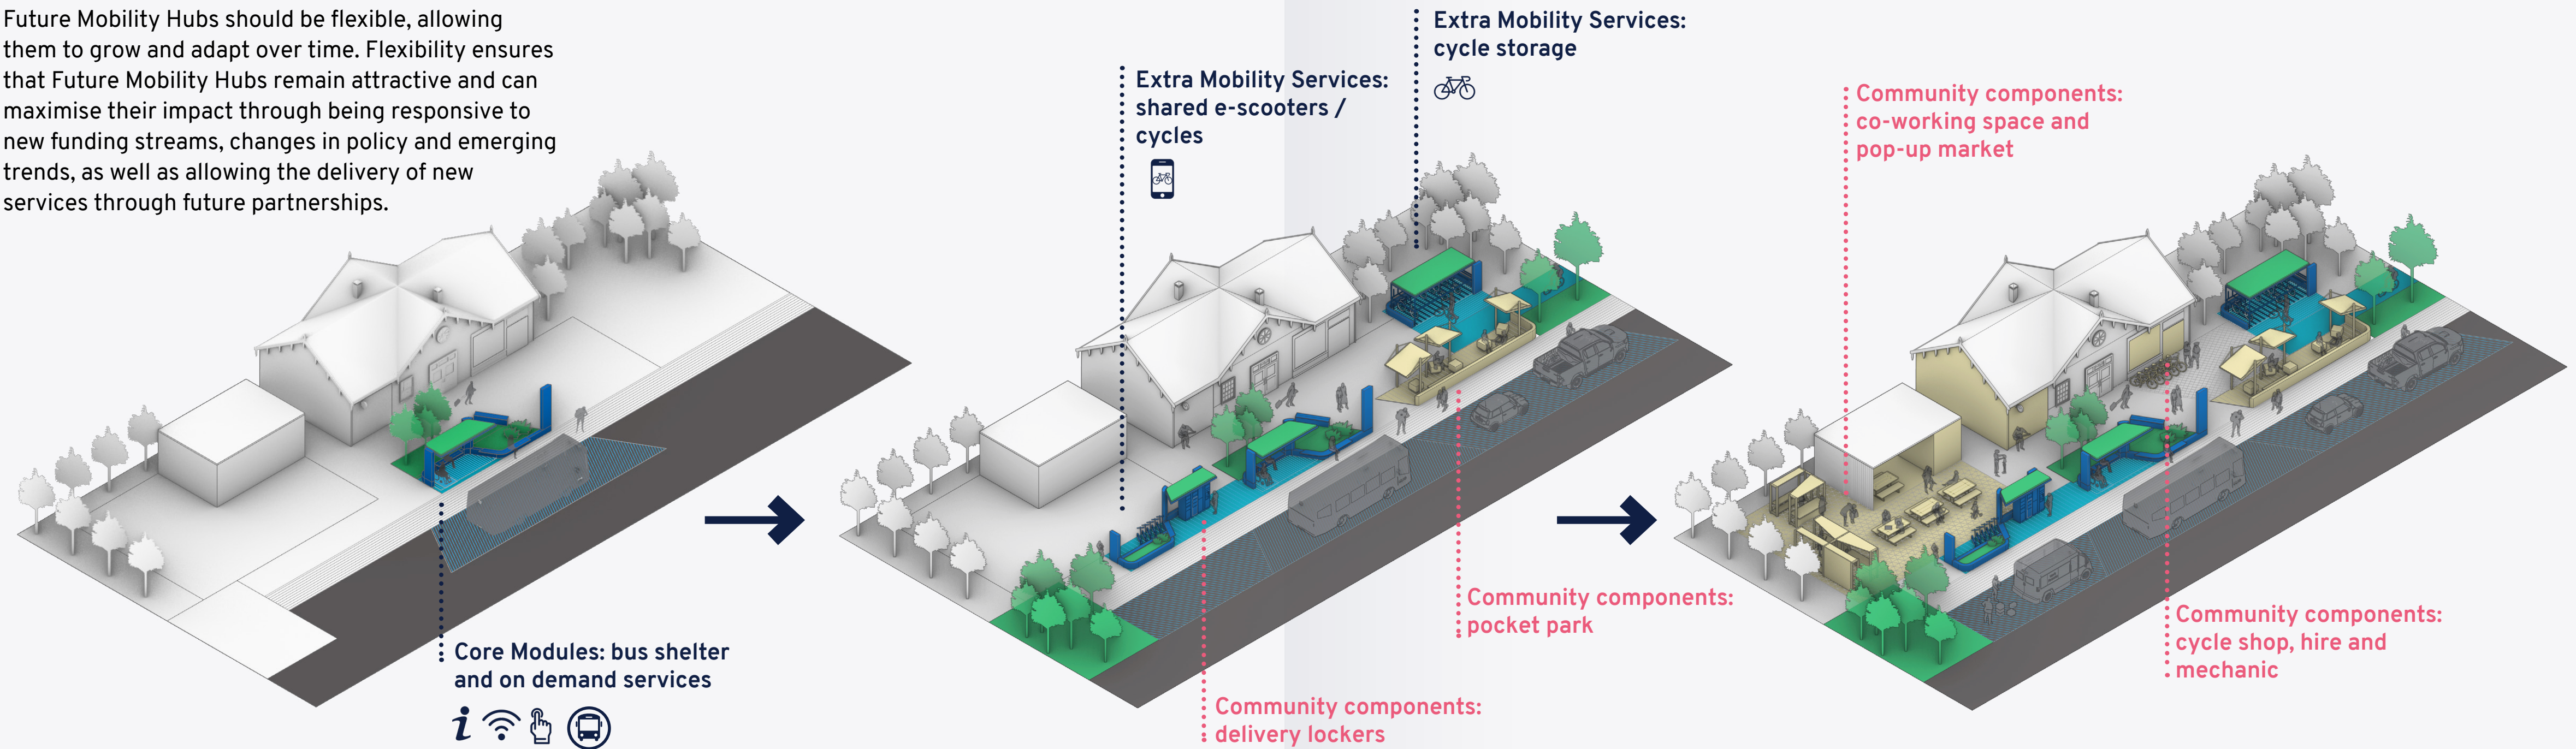 Future Mobility Hubs should be flexible, allowing
them to grow and adapt over time. Flexibility ensures
that Future Mobility Hubs remain attractive and can
maximise their impact through being responsive to
new funding streams, changes in policy and emerging
trends, as well as allowing the delivery of new
services through future partnerships.
Core Modules: bus shelter
and on demand services
Extra Mobility Services:
shared e-scooters /
cycles
Extra Mobility Services:
cycle storage
Community components:
delivery lockers
Community components:
pocket park
Community components:
co-working space and
pop-up market
Community components:
cycle shop, hire and
mechanic